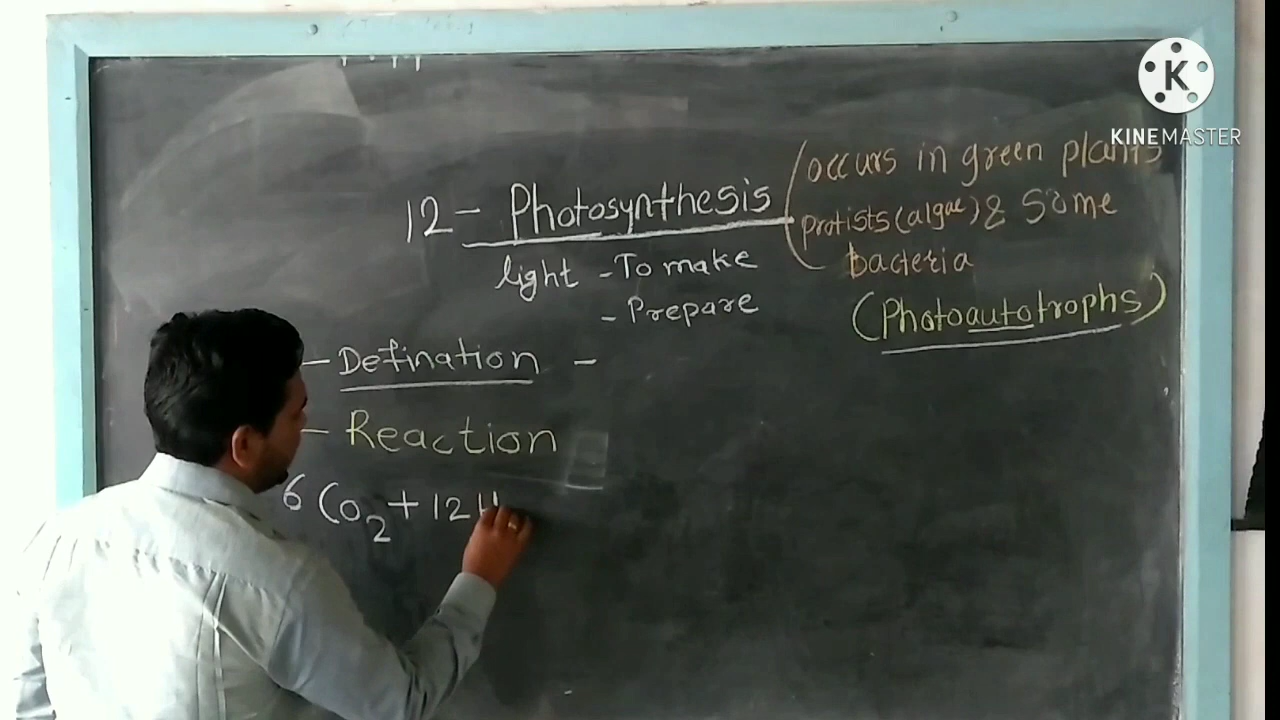 K
KINEMASTER
12 - Photosynthesis
light - To make
- Prepare
(occurs in green plants
protists (algae) & Some
bacteria
(Photoautotrophs)
- Defination -
- Reaction
6 CO2 + 12 H